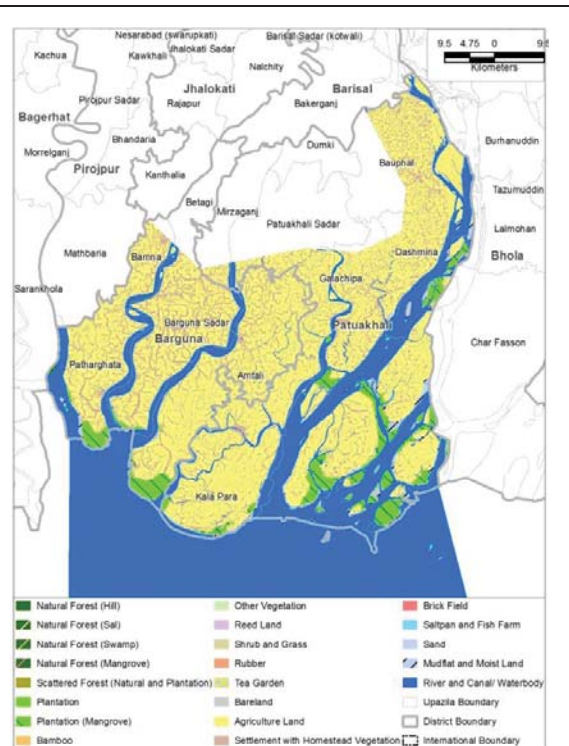 Nesarabad (swarupkati)
Barisal Sadar (kotwali)
Kachua
Kawkhali
Jhalokati Sadar
9.5 4.75 0 9.5
Kilometers
Nalchity
Jhalokati
Barisal
Pirojpur Sadar
Rajapur
Bakerganj
Bagerhat
Bhandaria
Dumki
Burhanuddin
Morrelganj
Pirojpur
Bauphal
Kanthalia
Tazumuddin
Betagi
Mirzaganj
Patuakhali Sadar
Lalmohan
Mathbaria
Bamna
Dashmina
Bhola
Sarankhola
Galachipa
Barguna Sadar
Patuakhali
Barguna
Char Fasson
Patharghata
Amtali
Kala Para
Natural Forest (Hill)
Natural Forest (Sal)
Natural Forest (Swamp)
Natural Forest (Mangrove)
Scattered Forest (Natural and Plantation)
Plantation
Plantation (Mangrove)
Bamboo
Other Vegetation
Reed Land
Shrub and Grass
Rubber
Tea Garden
Bareland
Agriculture Land
Settlement with Homestead Vegetation
Brick Field
Saltpan and Fish Farm
Sand
Mudflat and Moist Land
River and Canal/ Waterbody
Upazila Boundary
District Boundary
International Boundary